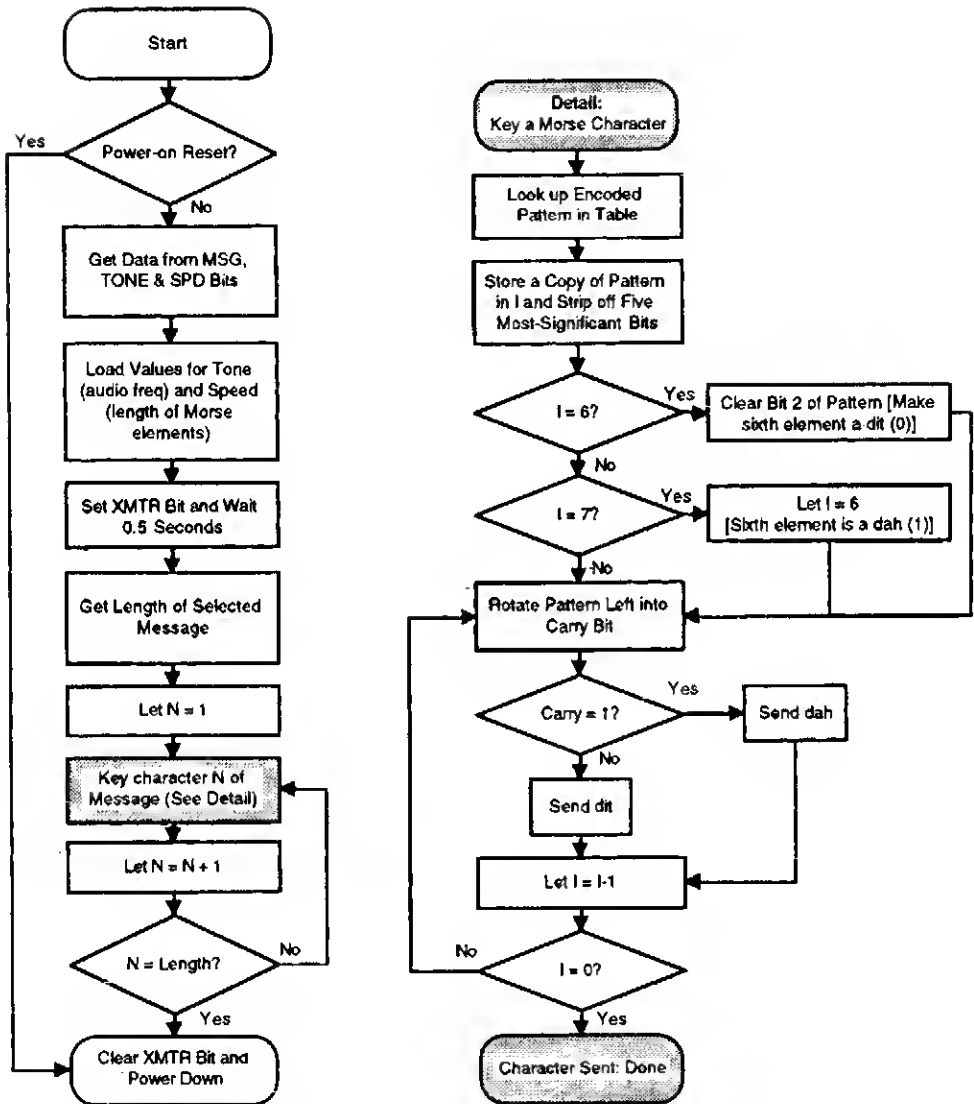 Start
Power-on Reset?
Yes
No
Get Data from MSG,
TONE & SPD Bits
Load Values for Tone
(audio freq) and Speed
(length of Morse
elements)
Set XMTR Bit and Wait
0.5 Seconds
Get Length of Selected
Message
Let N = 1
Key character N of
Message (See Detail)
Let N = N + 1
N = Length?
No
Yes
Clear XMTR Bit and
Power Down
Detail:
Key a Morse Character
Look up Encoded
Pattern in Table
Store a Copy of Pattern
in I and Strip off Five
Most-Significant Bits
I = 6?
Yes
Clear Bit 2 of Pattern [Make
sixth element a dit (0)]
No
I = 7?
Yes
Let I = 6
[Sixth element is a dah (1)]
No
Rotate Pattern Left into
Carry Bit
Carry = 1?
Yes
Send dah
No
Send dit
Let I = I-1
No
I = 0?
Yes
Character Sent: Done